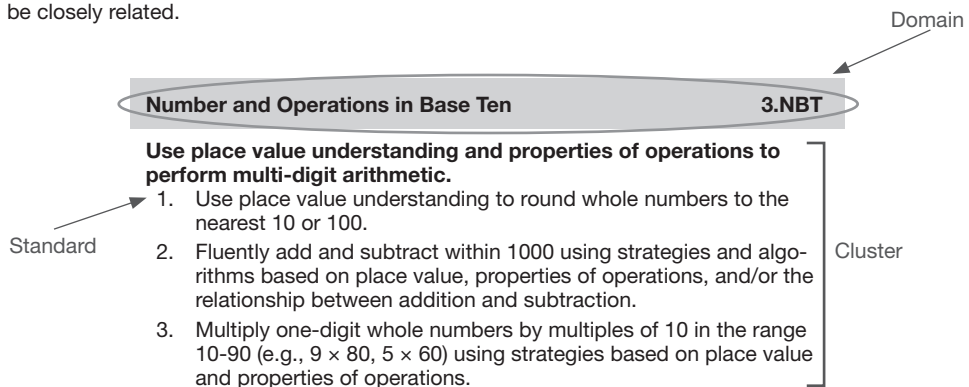 be closely related.
Domain
Number and Operations in Base Ten 3.NBT
Use place value understanding and properties of operations to
perform multi-digit arithmetic.
1. Use place value understanding to round whole numbers to the
nearest 10 or 100.
Standard
2. Fluently add and subtract within 1000 using strategies and algo-
rithms based on place value, properties of operations, and/or the
relationship between addition and subtraction.
Cluster
3. Multiply one-digit whole numbers by multiples of 10 in the range
10-90 (e.g., 9 × 80, 5 × 60) using strategies based on place value
and properties of operations.